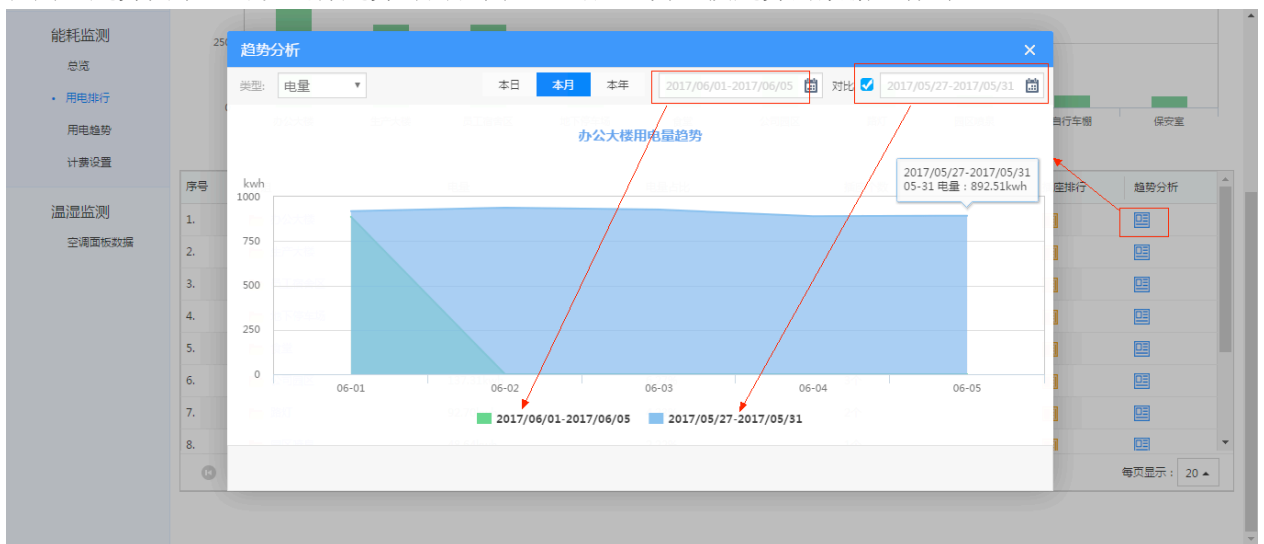 能耗监测
总览
• 用电排行
用电趋势
计费设置
温湿监测
空调面板数据
趋势分析 ×
类型: 电量 本日 本月 本年 2017/06/01-2017/06/05 对比 2017/05/27-2017/05/31
办公大楼用电量趋势
2017/05/27-2017/05/31
05-31 电量：892.51kwh
kwh
1000
750
500
250
0
06-01 06-02 06-03 06-04 06-05
2017/06/01-2017/06/05 2017/05/27-2017/05/31
自行车棚 保安室
序号 座排行 趋势分析
1.
2.
3.
4.
5.
6.
7.
8.
每页显示： 20